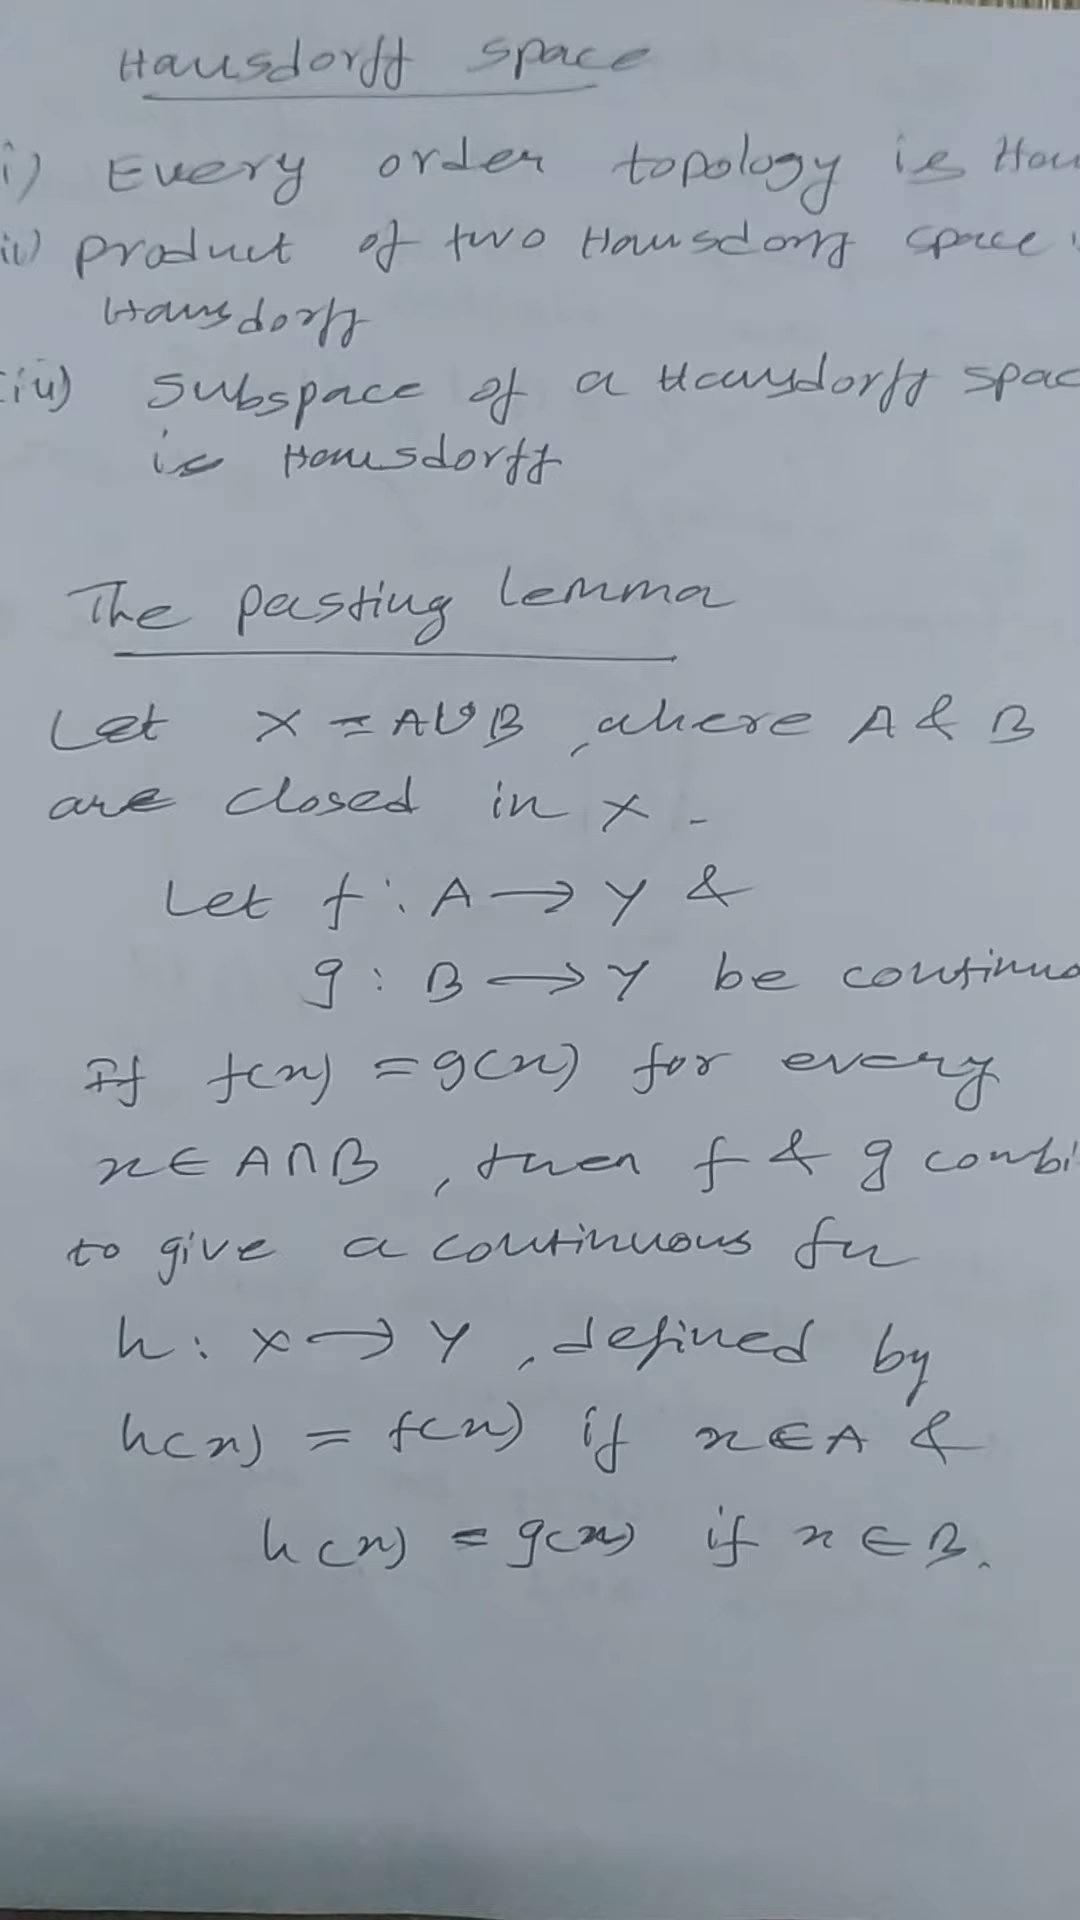 Hausdorff space
i) Every order topology is Hau
ii) product of two Hausdorff space
Hausdorff
iii) Subspace of a Hausdorff spac
is Hausdorff
The pasting lemma
Let X = A∪B, where A & B
are closed in X.
Let f : A → Y &
g : B → Y be continuo
If f(x) = g(x) for every
x ∈ A∩B, then f & g combi
to give a continuous fn
h : X → Y, defined by
h(x) = f(x) if x ∈ A &
h(x) = g(x) if x ∈ B.